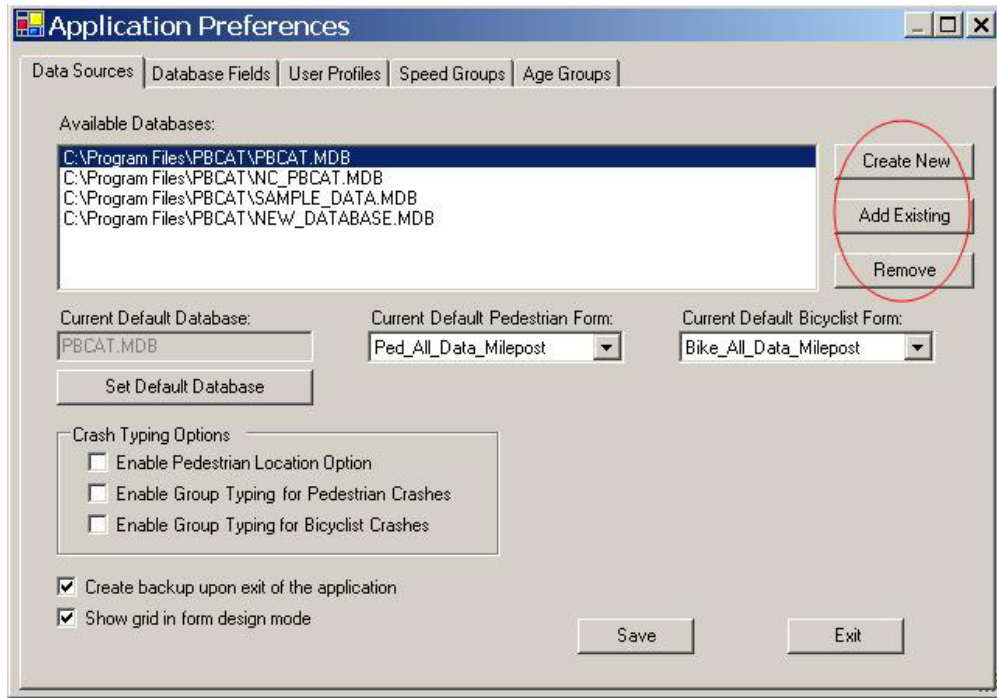 Application Preferences
Data Sources Database Fields User Profiles Speed Groups Age Groups
Available Databases:
C:\Program Files\PBCAT\PBCAT.MDB
C:\Program Files\PBCAT\NC_PBCAT.MDB
C:\Program Files\PBCAT\SAMPLE_DATA.MDB
C:\Program Files\PBCAT\NEW_DATABASE.MDB
Create New
Add Existing
Remove
Current Default Database: Current Default Pedestrian Form: Current Default Bicyclist Form:
PBCAT.MDB Ped_All_Data_Milepost Bike_All_Data_Milepost
Set Default Database
Crash Typing Options
Enable Pedestrian Location Option
Enable Group Typing for Pedestrian Crashes
Enable Group Typing for Bicyclist Crashes
Create backup upon exit of the application
Show grid in form design mode
Save Exit